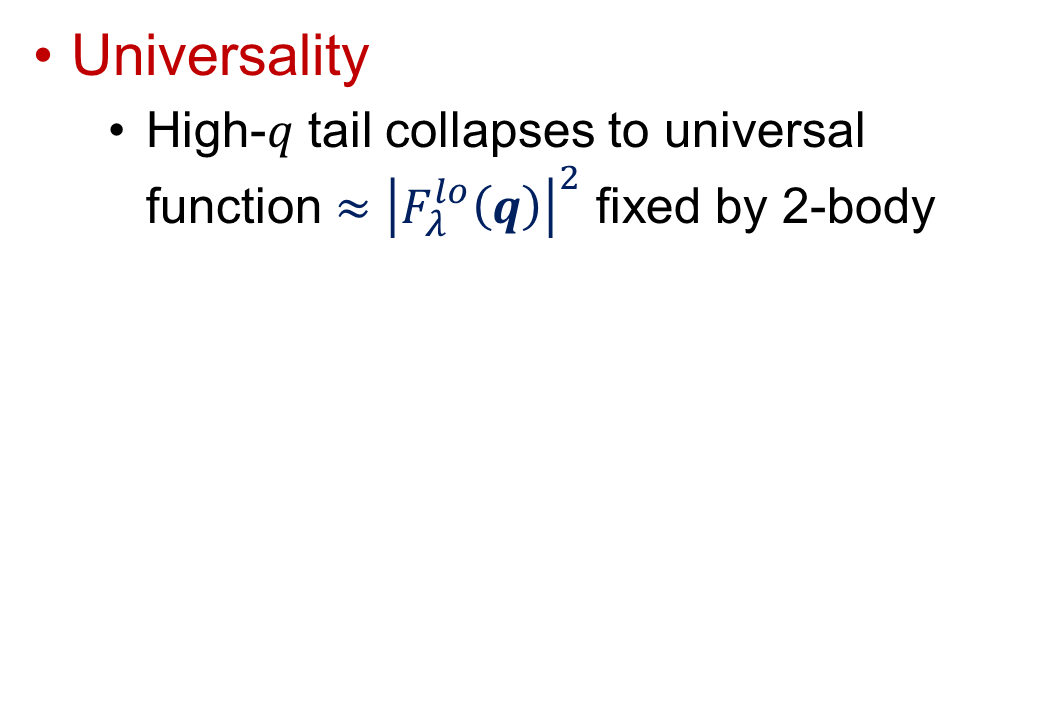 • Universality
• High-𝑞 tail collapses to universal
function ≈ |𝐹_𝜆^{𝑙𝑜}(𝒒)|^2 fixed by 2-body